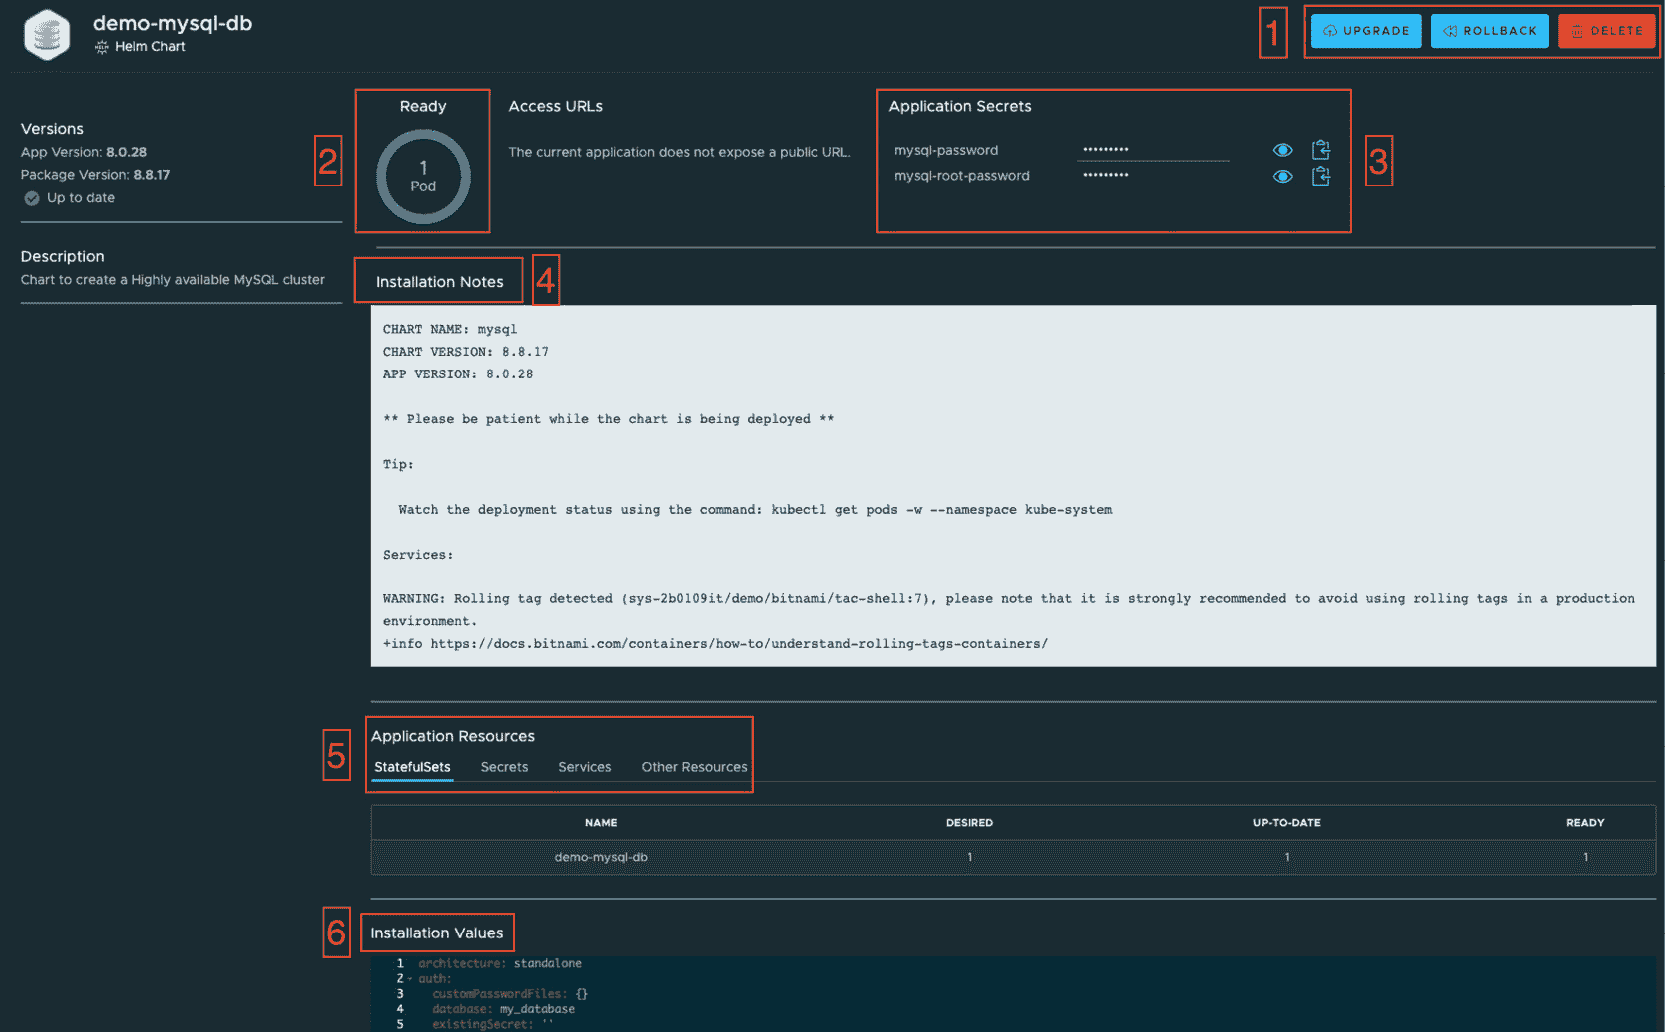 demo-mysql-db
HELM Helm Chart
1
UPGRADE ROLLBACK DELETE
Versions
App Version: 8.0.28
Package Version: 8.8.17
Up to date
Description
Chart to create a Highly available MySQL cluster
2
Ready
1
Pod
Access URLs
The current application does not expose a public URL.
Application Secrets
mysql-password •••••••••
mysql-root-password •••••••••
3
Installation Notes
4
CHART NAME: mysql
CHART VERSION: 8.8.17
APP VERSION: 8.0.28
** Please be patient while the chart is being deployed **
Tip:
Watch the deployment status using the command: kubectl get pods -w --namespace kube-system
Services:
WARNING: Rolling tag detected (sys-2b0109it/demo/bitnami/tac-shell:7), please note that it is strongly recommended to avoid using rolling tags in a production
environment.
+info https://docs.bitnami.com/containers/how-to/understand-rolling-tags-containers/
5
Application Resources
StatefulSets Secrets Services Other Resources
NAME DESIRED UP-TO-DATE READY
demo-mysql-db 1 1 1
6
Installation Values
1 architecture: standalone
2 auth:
3 customPasswordFiles: {}
4 database: my_database
5 existingSecret: ''